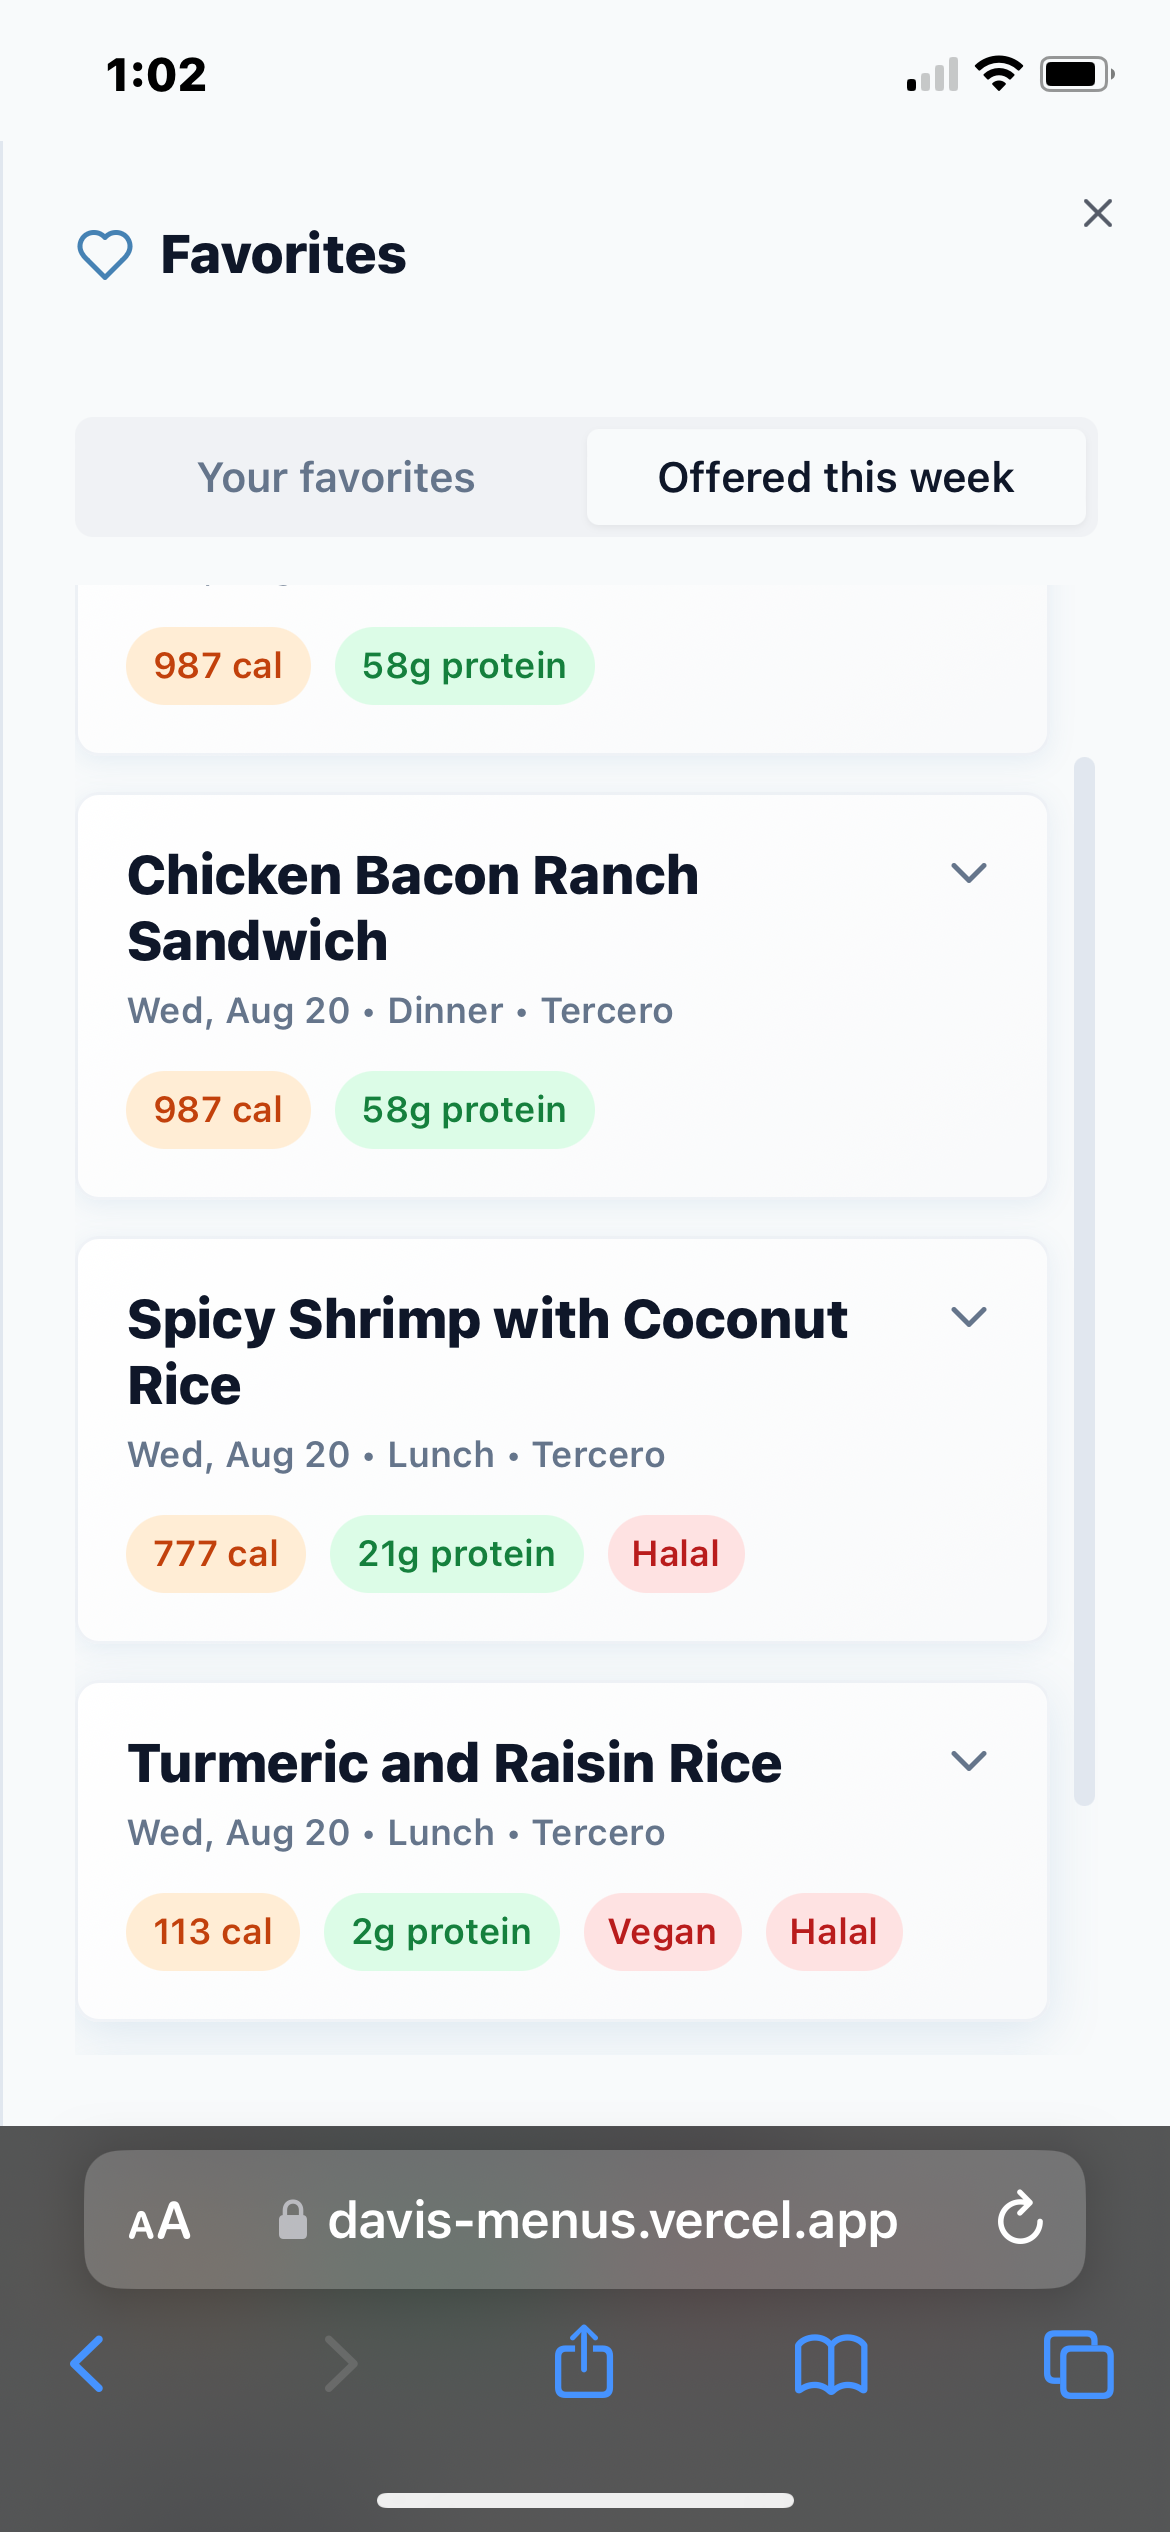 1:02
Favorites
Your favorites
Offered this week
987 cal
58g protein
Chicken Bacon Ranch
Sandwich
Wed, Aug 20 • Dinner • Tercero
987 cal
58g protein
Spicy Shrimp with Coconut
Rice
Wed, Aug 20 • Lunch • Tercero
777 cal
21g protein
Halal
Turmeric and Raisin Rice
Wed, Aug 20 • Lunch • Tercero
113 cal
2g protein
Vegan
Halal
AA
davis-menus.vercel.app